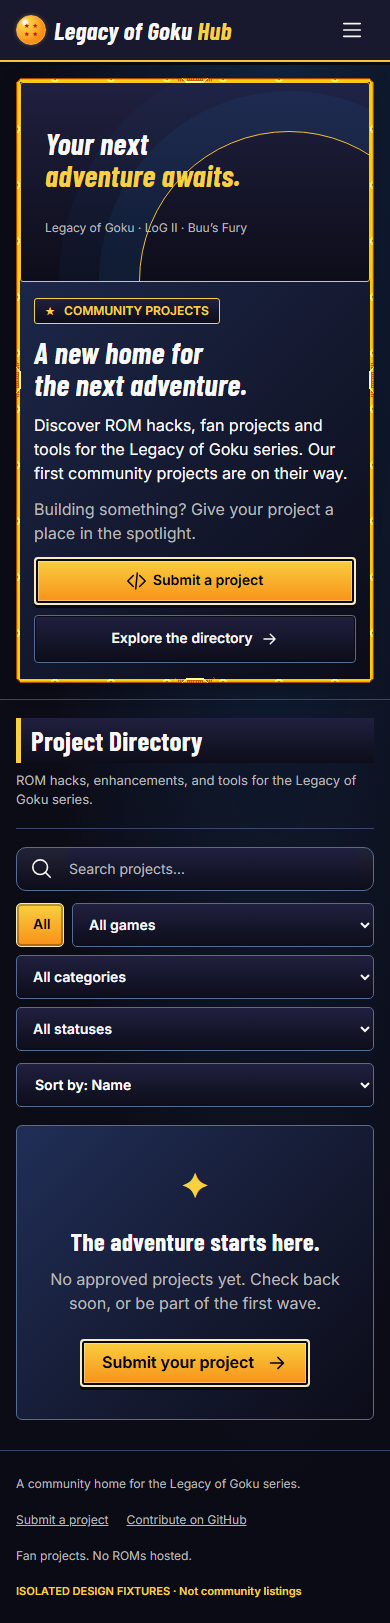 Legacy of Goku Hub
Your next
adventure awaits.
Legacy of Goku · LoG II · Buu's Fury
★ COMMUNITY PROJECTS
A new home for
the next adventure.
Discover ROM hacks, fan projects and
tools for the Legacy of Goku series. Our
first community projects are on their way.
Building something? Give your project a
place in the spotlight.
</> Submit a project
Explore the directory →
Project Directory
ROM hacks, enhancements, and tools for the Legacy of
Goku series.
Search projects...
All
All games
All categories
All statuses
Sort by: Name
The adventure starts here.
No approved projects yet. Check back
soon, or be part of the first wave.
Submit your project →
A community home for the Legacy of Goku series.
Submit a project
Contribute on GitHub
Fan projects. No ROMs hosted.
ISOLATED DESIGN FIXTURES · Not community listings